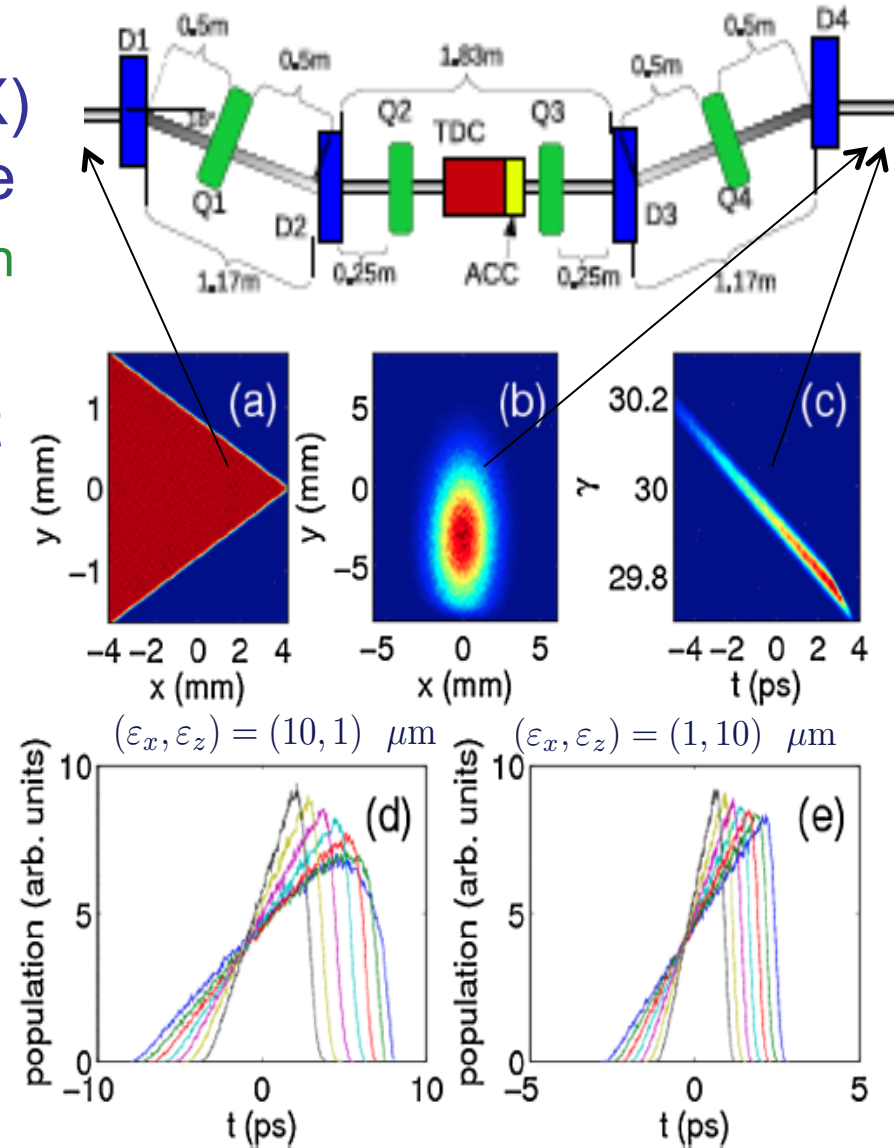 X)
e
n
D1
0.5m
0.5m
1.83m
0.5m
0.5m
D4
18°
Q1
D2
Q2
TDC
Q3
D3
Q4
1.17m
0.25m
ACC
0.25m
1.17m
(a)
y (mm)
1
0
−1
−4 −2 0 2 4
x (mm)
(b)
y (mm)
5
0
−5
−5 0 5
x (mm)
(c)
γ
30.2
30
29.8
−4 −2 0 2 4
t (ps)
(εx, εz) = (10, 1) μm
(εx, εz) = (1, 10) μm
(d)
population (arb. units)
10
5
0
−10 0 10
t (ps)
(e)
population (arb. units)
10
5
0
−5 0 5
t (ps)